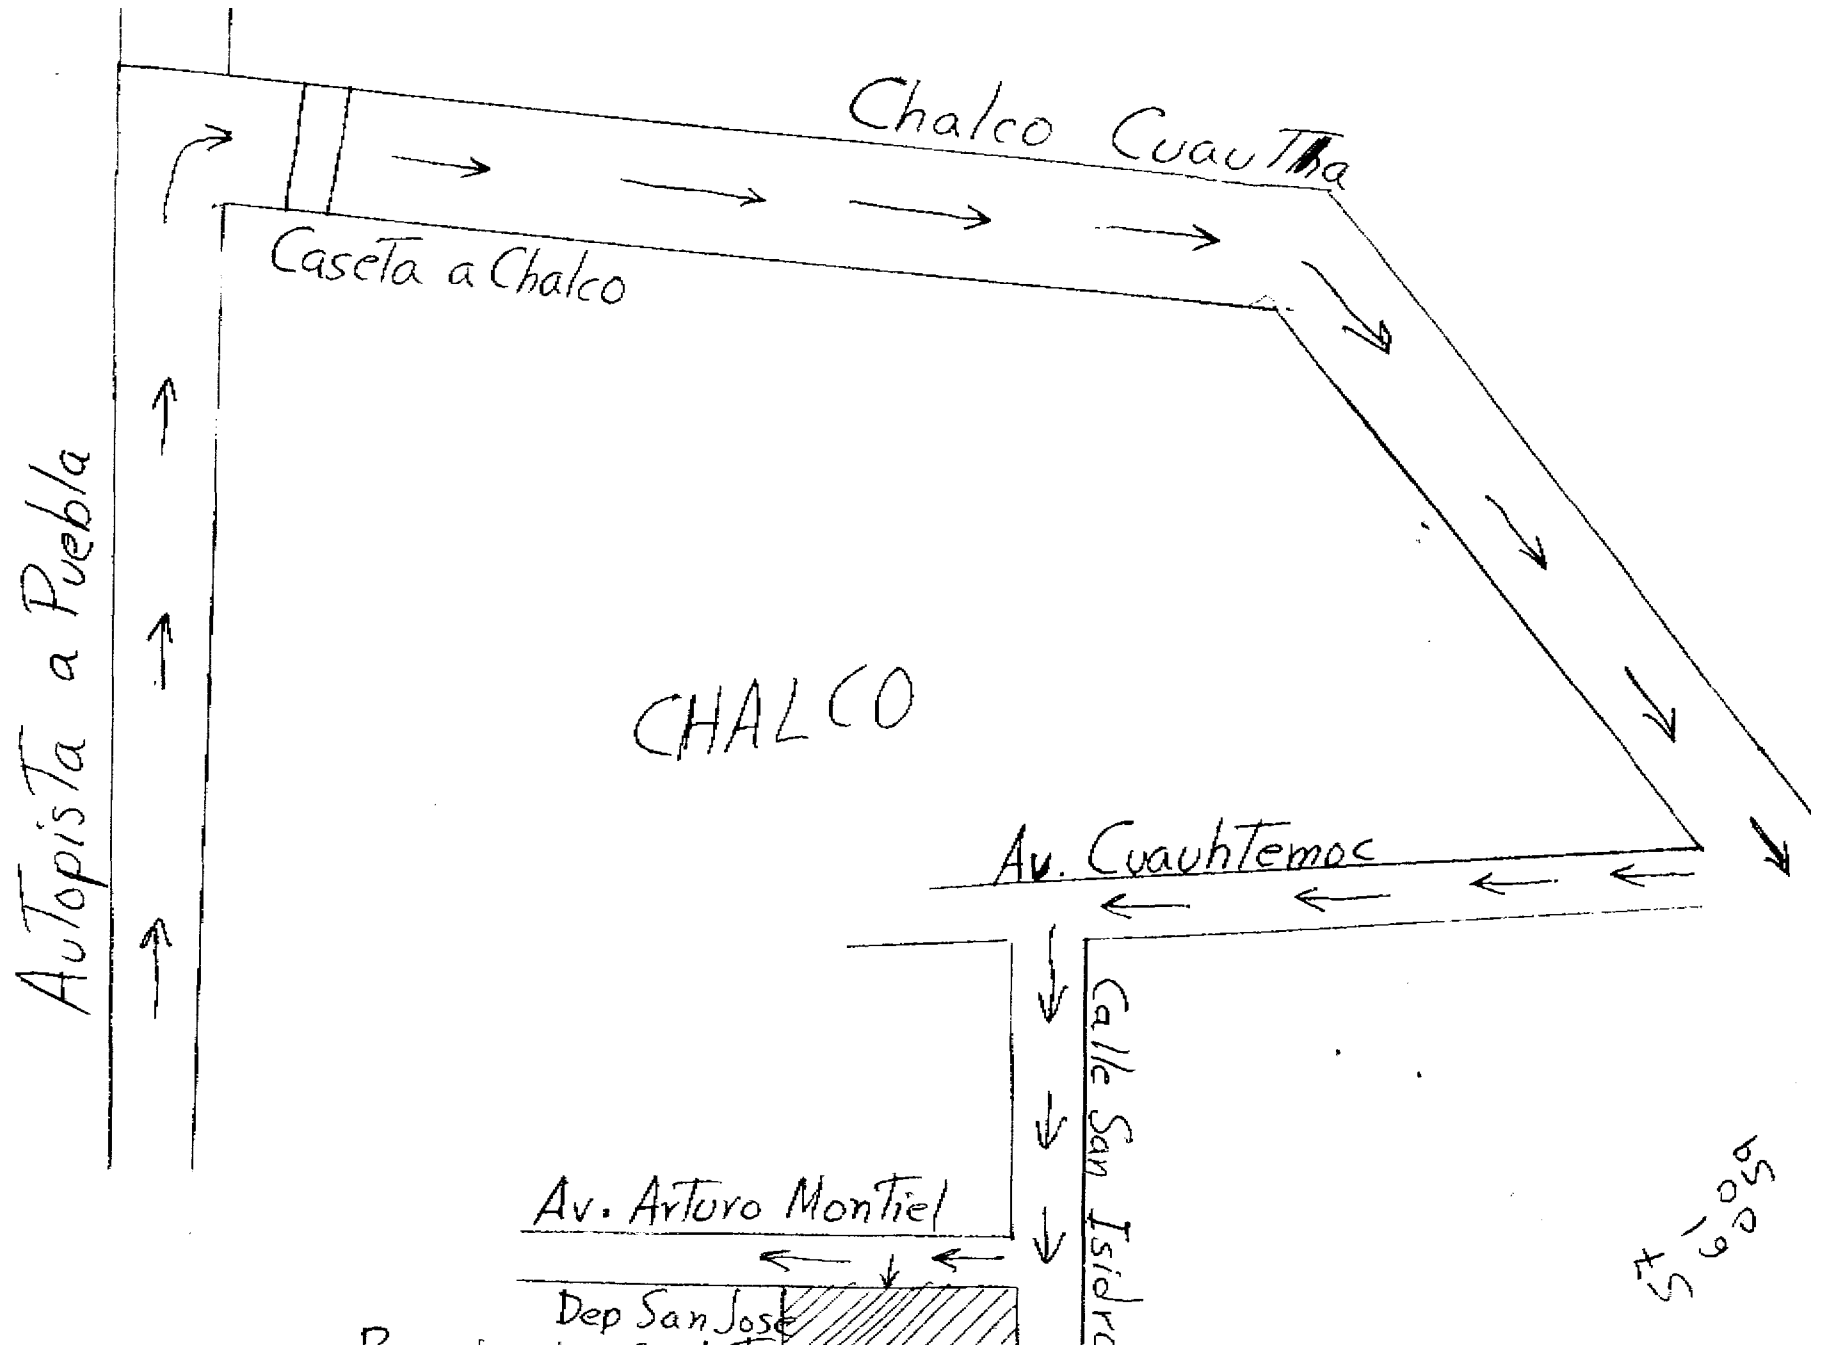 Chalco Cuautla
Caseta a Chalco
Autopista a Puebla
CHALCO
Av. Cuauhtemoc
Calle San Isidro
Av. Arturo Montiel
Dep San José